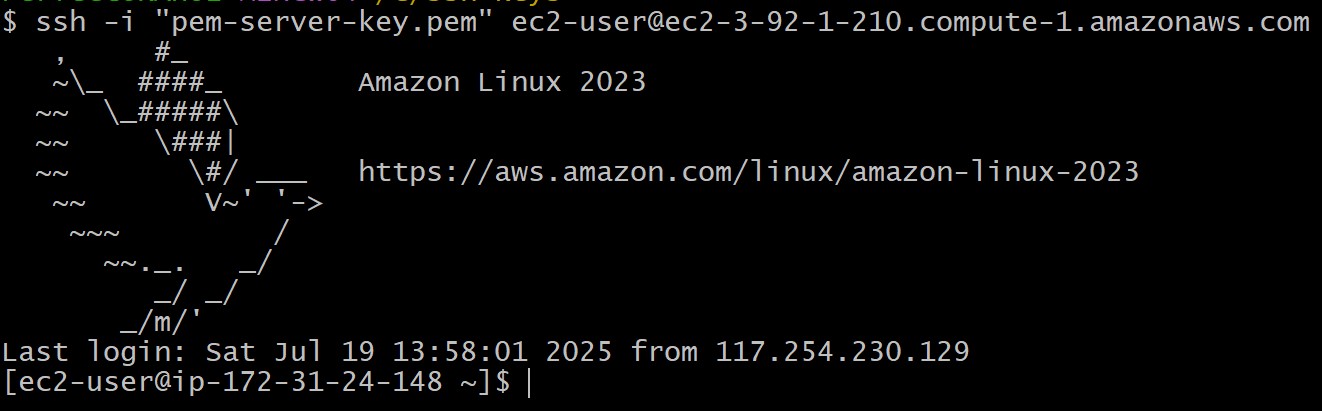 $ ssh -i "pem-server-key.pem" ec2-user@ec2-3-92-1-210.compute-1.amazonaws.com
   ,     #_
   ~\_  ####_        Amazon Linux 2023
  ~~  \_#####\
  ~~     \###|
  ~~       \#/ ___   https://aws.amazon.com/linux/amazon-linux-2023
   ~~       V~' '->
    ~~~         /
      ~~._.   _/
         _/ _/
       _/m/'
Last login: Sat Jul 19 13:58:01 2025 from 117.254.230.129
[ec2-user@ip-172-31-24-148 ~]$